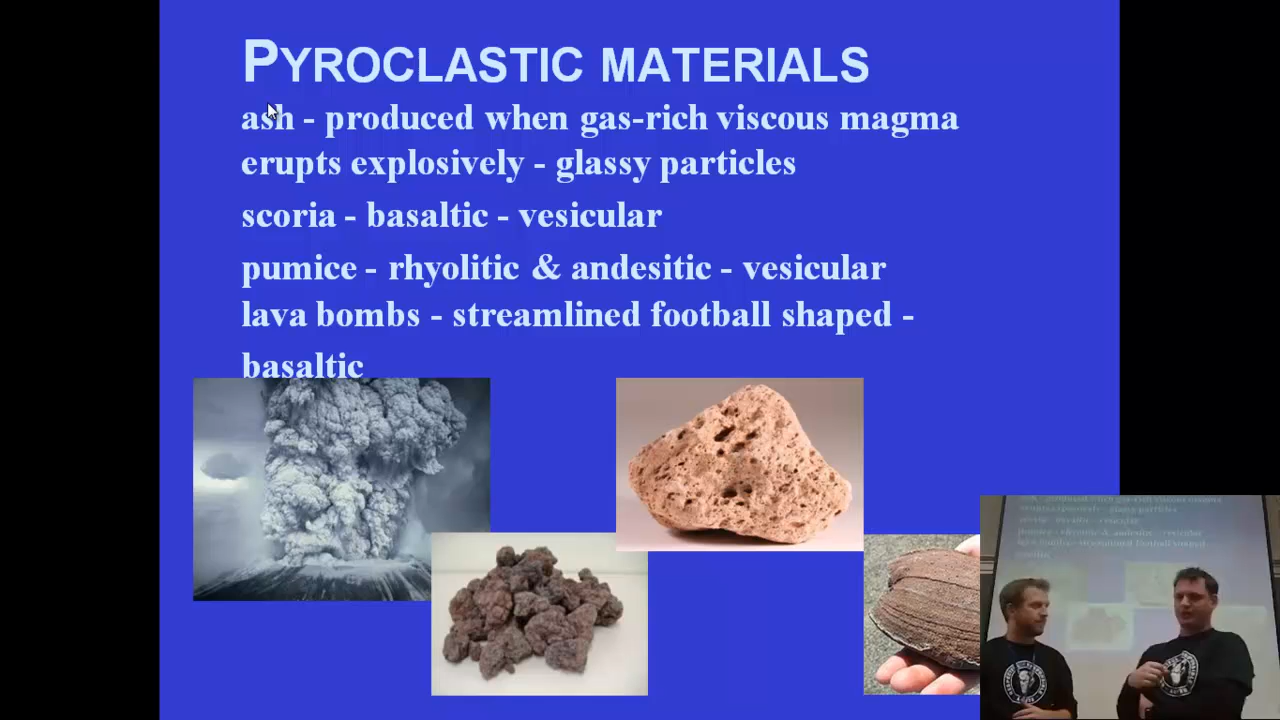 PYROCLASTIC MATERIALS
ash - produced when gas-rich viscous magma
erupts explosively - glassy particles
scoria - basaltic - vesicular
pumice - rhyolitic & andesitic - vesicular
lava bombs - streamlined football shaped -
basaltic